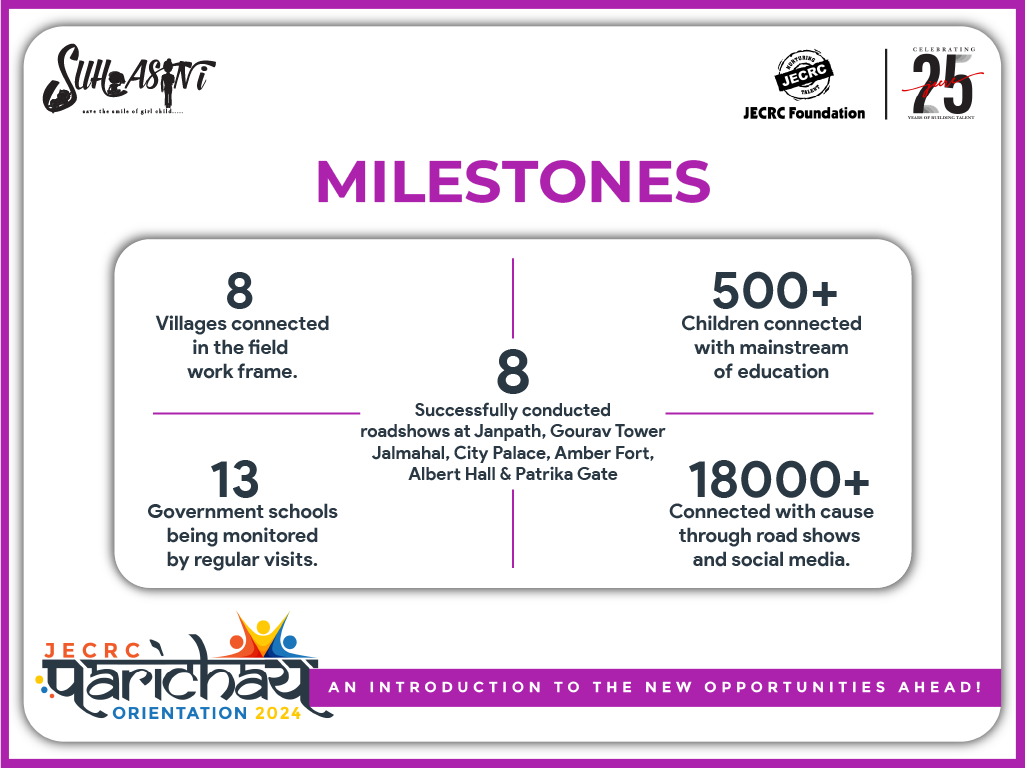 SUHASINI
save the smile of girl child.....
NURTURING
JECRC
TALENT
JECRC Foundation
CELEBRATING
25
years
YEARS OF BUILDING TALENT
MILESTONES
8
Villages connected
in the field
work frame.
500+
Children connected
with mainstream
of education
8
Successfully conducted
roadshows at Janpath, Gourav Tower
Jalmahal, City Palace, Amber Fort,
Albert Hall & Patrika Gate
13
Government schools
being monitored
by regular visits.
18000+
Connected with cause
through road shows
and social media.
JECRC
parichay
ORIENTATION 2024
AN INTRODUCTION TO THE NEW OPPORTUNITIES AHEAD!